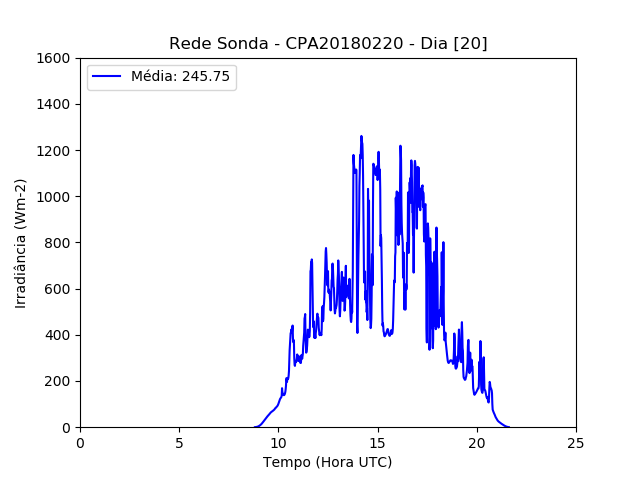 Rede Sonda - CPA20180220 - Dia [20]
Média: 245.75
Irradiância (Wm-2)
1600
1400
1200
1000
800
600
400
200
0
0 5 10 15 20 25
Tempo (Hora UTC)